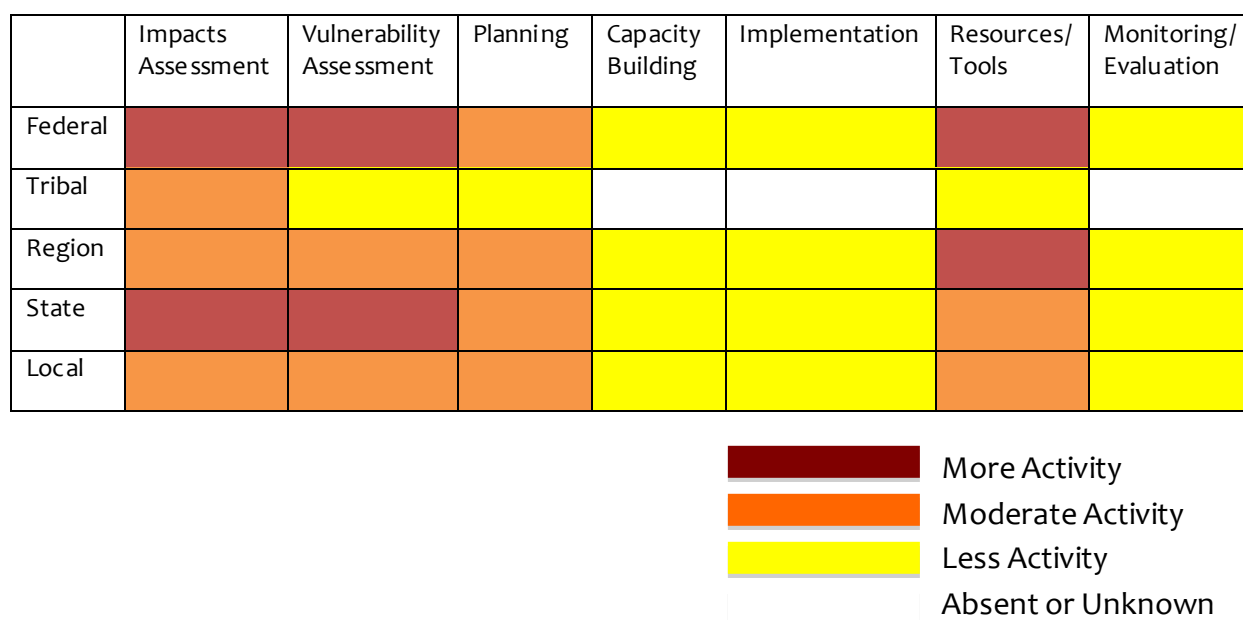 Impacts Assessment
Vulnerability Assessment
Planning
Capacity Building
Implementation
Resources/ Tools
Monitoring/ Evaluation
Federal
Tribal
Region
State
Local
More Activity
Moderate Activity
Less Activity
Absent or Unknown